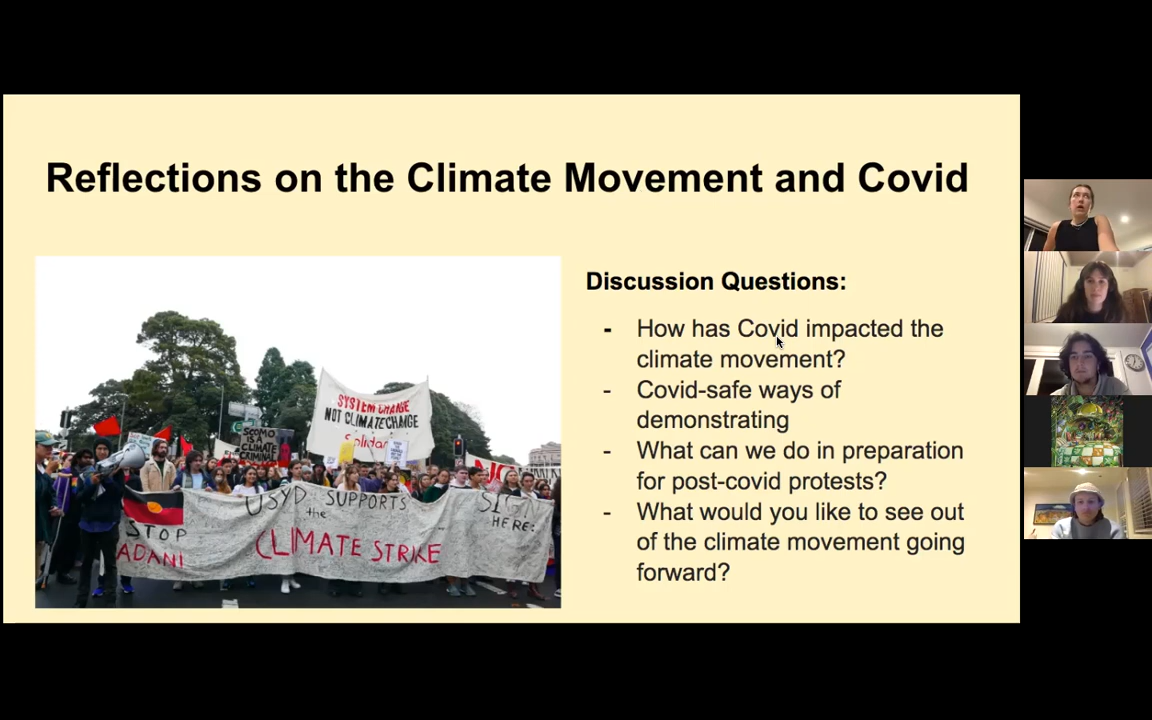 Reflections on the Climate Movement and Covid
Discussion Questions:
- How has Covid impacted the
climate movement?
- Covid-safe ways of
demonstrating
- What can we do in preparation
for post-covid protests?
- What would you like to see out
of the climate movement going
forward?
SYSTEM CHANGE
NOT CLIMATE CHANGE
Solidar
SCOMO
IS A
CLIMATE
CRIMINAL
USYD SUPPORTS
the
CLIMATE STRIKE
STOP
ADANI
HERE: